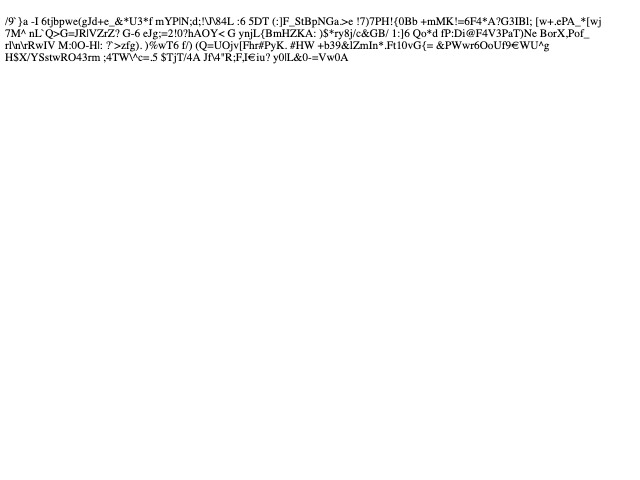 /9`}a -I 6tjbpwe(gJd+e_&*U3*f mYP!N;d;!\J\84L :6 5DT (:]F_StBpNGa.>e !7)7PH!{0Bb +mMK!=6F4*A?G3IB!; [w+.ePA_*[wj
7M^ nL`Q>G=JR!VZrZ? G-6 eJg;=2!0?hAOY< G ynjL{BmHZKA: )$*ry8j/c&GB/ 1:]6 Qo*d fP:Di@F4V3PaT)Ne BorX,Pof_
rl\n\rRwIV M:0O-H!: ?`>zfg). )%wT6 f/) (Q=UOjv[Fhr#PyK. #HW +b39&lZmIn*.Ft10vG{= &PWwr6OoUf9€WU^g
H$X/YSstwRO43rm ;4TW\^c=.5 $TjT/4A Jf\4"R;F,I€iu? y0lL&0-=Vw0A